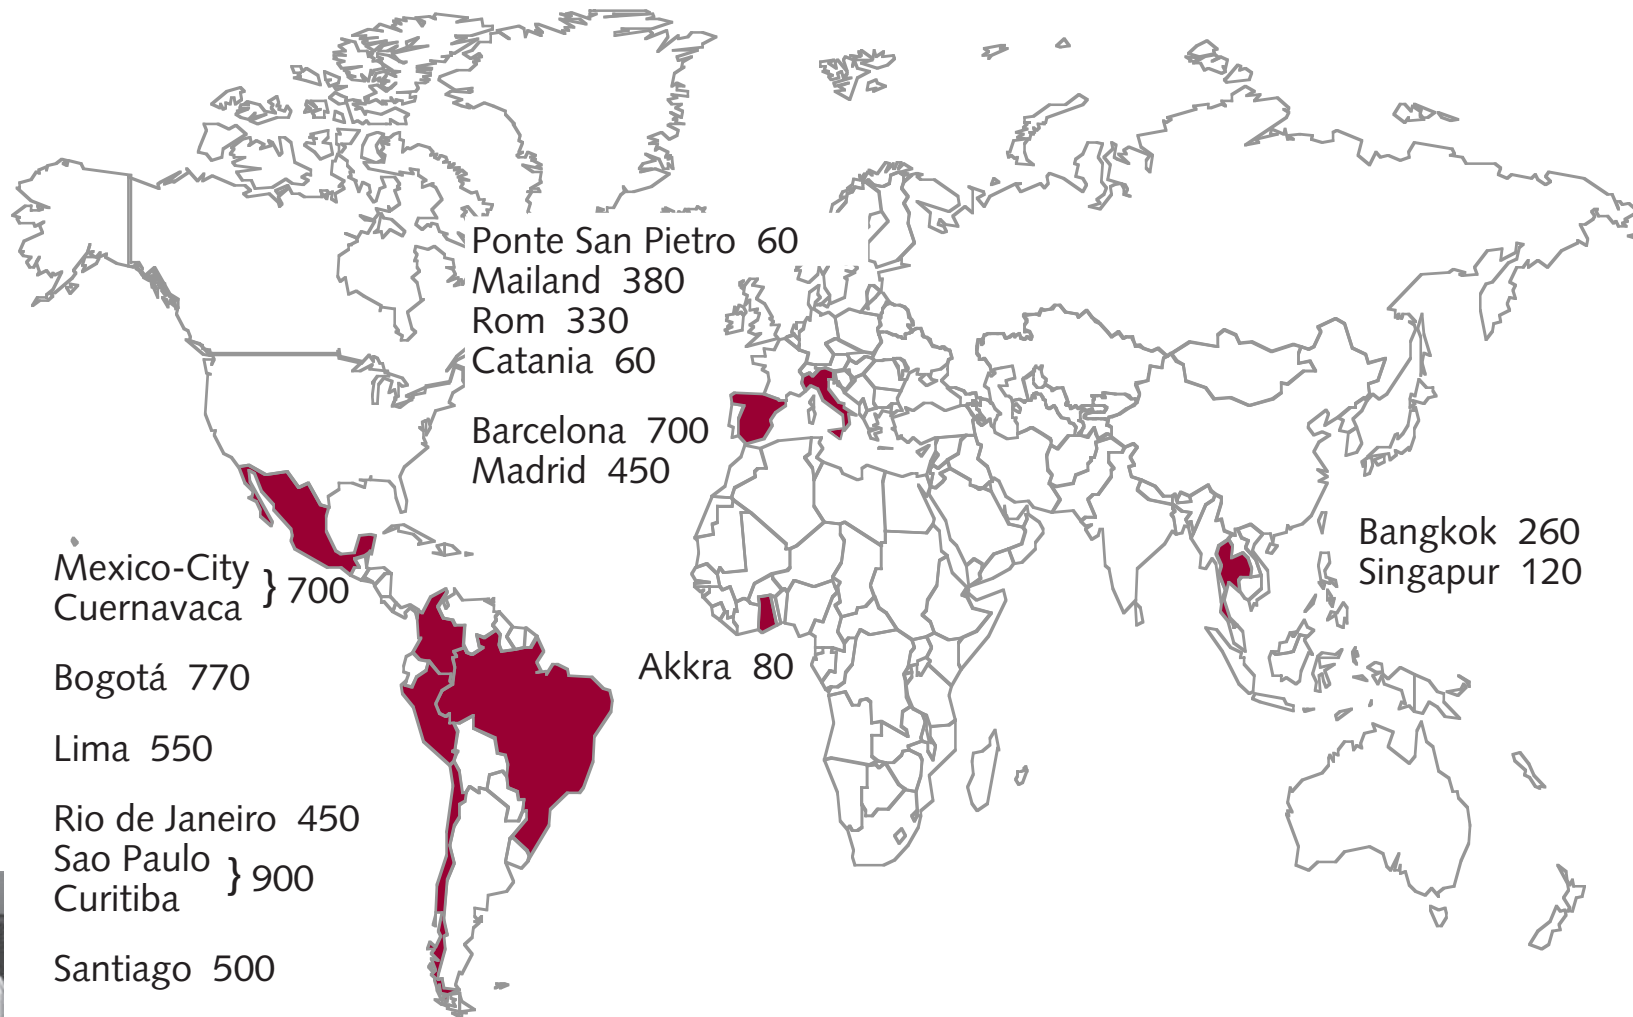 Ponte San Pietro 60
Mailand 380
Rom 330
Catania 60
Barcelona 700
Madrid 450
Bangkok 260
Singapur 120
Mexico-City
Cuernavaca } 700
Bogotá 770
Akkra 80
Lima 550
Rio de Janeiro 450
Sao Paulo
Curitiba } 900
Santiago 500